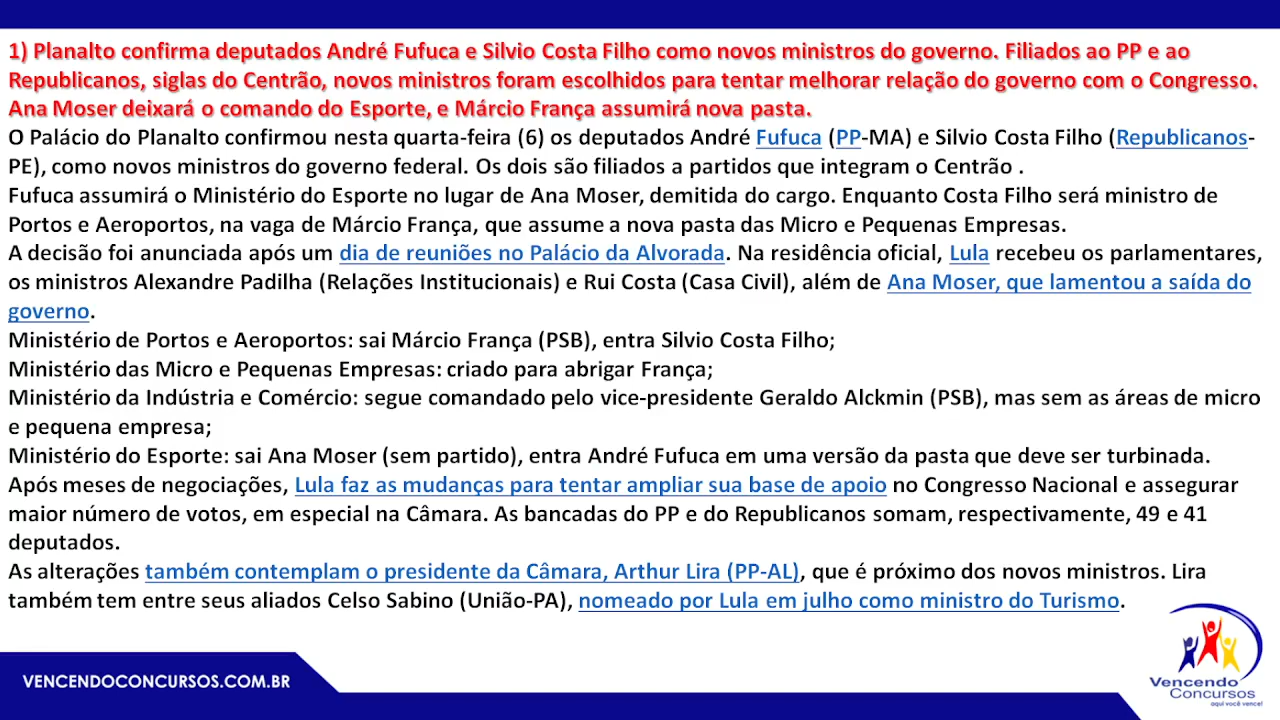 1) Planalto confirma deputados André Fufuca e Silvio Costa Filho como novos ministros do governo. Filiados ao PP e ao
Republicanos, siglas do Centrão, novos ministros foram escolhidos para tentar melhorar relação do governo com o Congresso.
Ana Moser deixará o comando do Esporte, e Márcio França assumirá nova pasta.
O Palácio do Planalto confirmou nesta quarta-feira (6) os deputados André Fufuca (PP-MA) e Silvio Costa Filho (Republicanos-
PE), como novos ministros do governo federal. Os dois são filiados a partidos que integram o Centrão .
Fufuca assumirá o Ministério do Esporte no lugar de Ana Moser, demitida do cargo. Enquanto Costa Filho será ministro de
Portos e Aeroportos, na vaga de Márcio França, que assume a nova pasta das Micro e Pequenas Empresas.
A decisão foi anunciada após um dia de reuniões no Palácio da Alvorada. Na residência oficial, Lula recebeu os parlamentares,
os ministros Alexandre Padilha (Relações Institucionais) e Rui Costa (Casa Civil), além de Ana Moser, que lamentou a saída do
governo.
Ministério de Portos e Aeroportos: sai Márcio França (PSB), entra Silvio Costa Filho;
Ministério das Micro e Pequenas Empresas: criado para abrigar França;
Ministério da Indústria e Comércio: segue comandado pelo vice-presidente Geraldo Alckmin (PSB), mas sem as áreas de micro
e pequena empresa;
Ministério do Esporte: sai Ana Moser (sem partido), entra André Fufuca em uma versão da pasta que deve ser turbinada.
Após meses de negociações, Lula faz as mudanças para tentar ampliar sua base de apoio no Congresso Nacional e assegurar
maior número de votos, em especial na Câmara. As bancadas do PP e do Republicanos somam, respectivamente, 49 e 41
deputados.
As alterações também contemplam o presidente da Câmara, Arthur Lira (PP-AL), que é próximo dos novos ministros. Lira
também tem entre seus aliados Celso Sabino (União-PA), nomeado por Lula em julho como ministro do Turismo.
VENCENDOCONCURSOS.COM.BR
Vencendo
Concursos
aqui você vence!